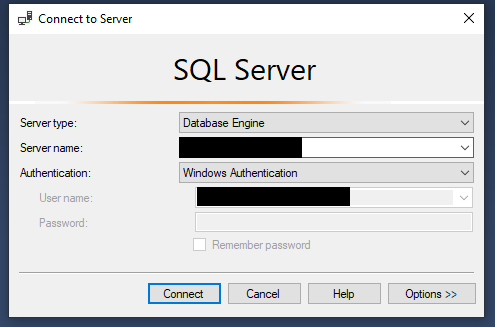 Connect to Server
SQL Server
Server type: Database Engine
Server name:
Authentication: Windows Authentication
User name:
Password:
Remember password
Connect Cancel Help Options >>